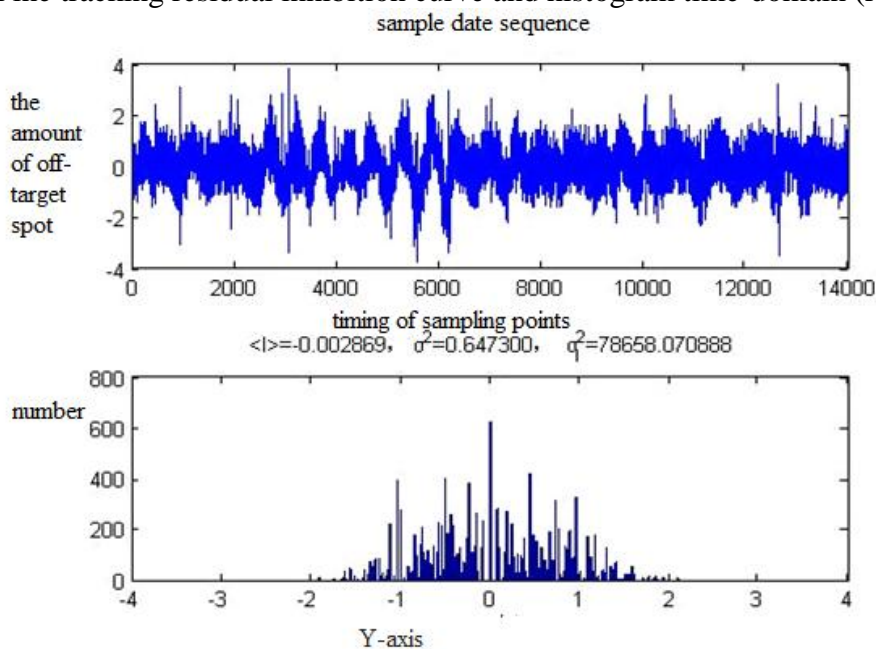 sample date sequence
the
amount
of off-
target
spot
4
2
0
-2
-4
0 2000 4000 6000 8000 10000 12000 14000
timing of sampling points
<I>=-0.002869, σ²=0.647300, σ_I²=78658.070888
number
800
600
400
200
0
-4 -3 -2 -1 0 1 2 3 4
Y-axis